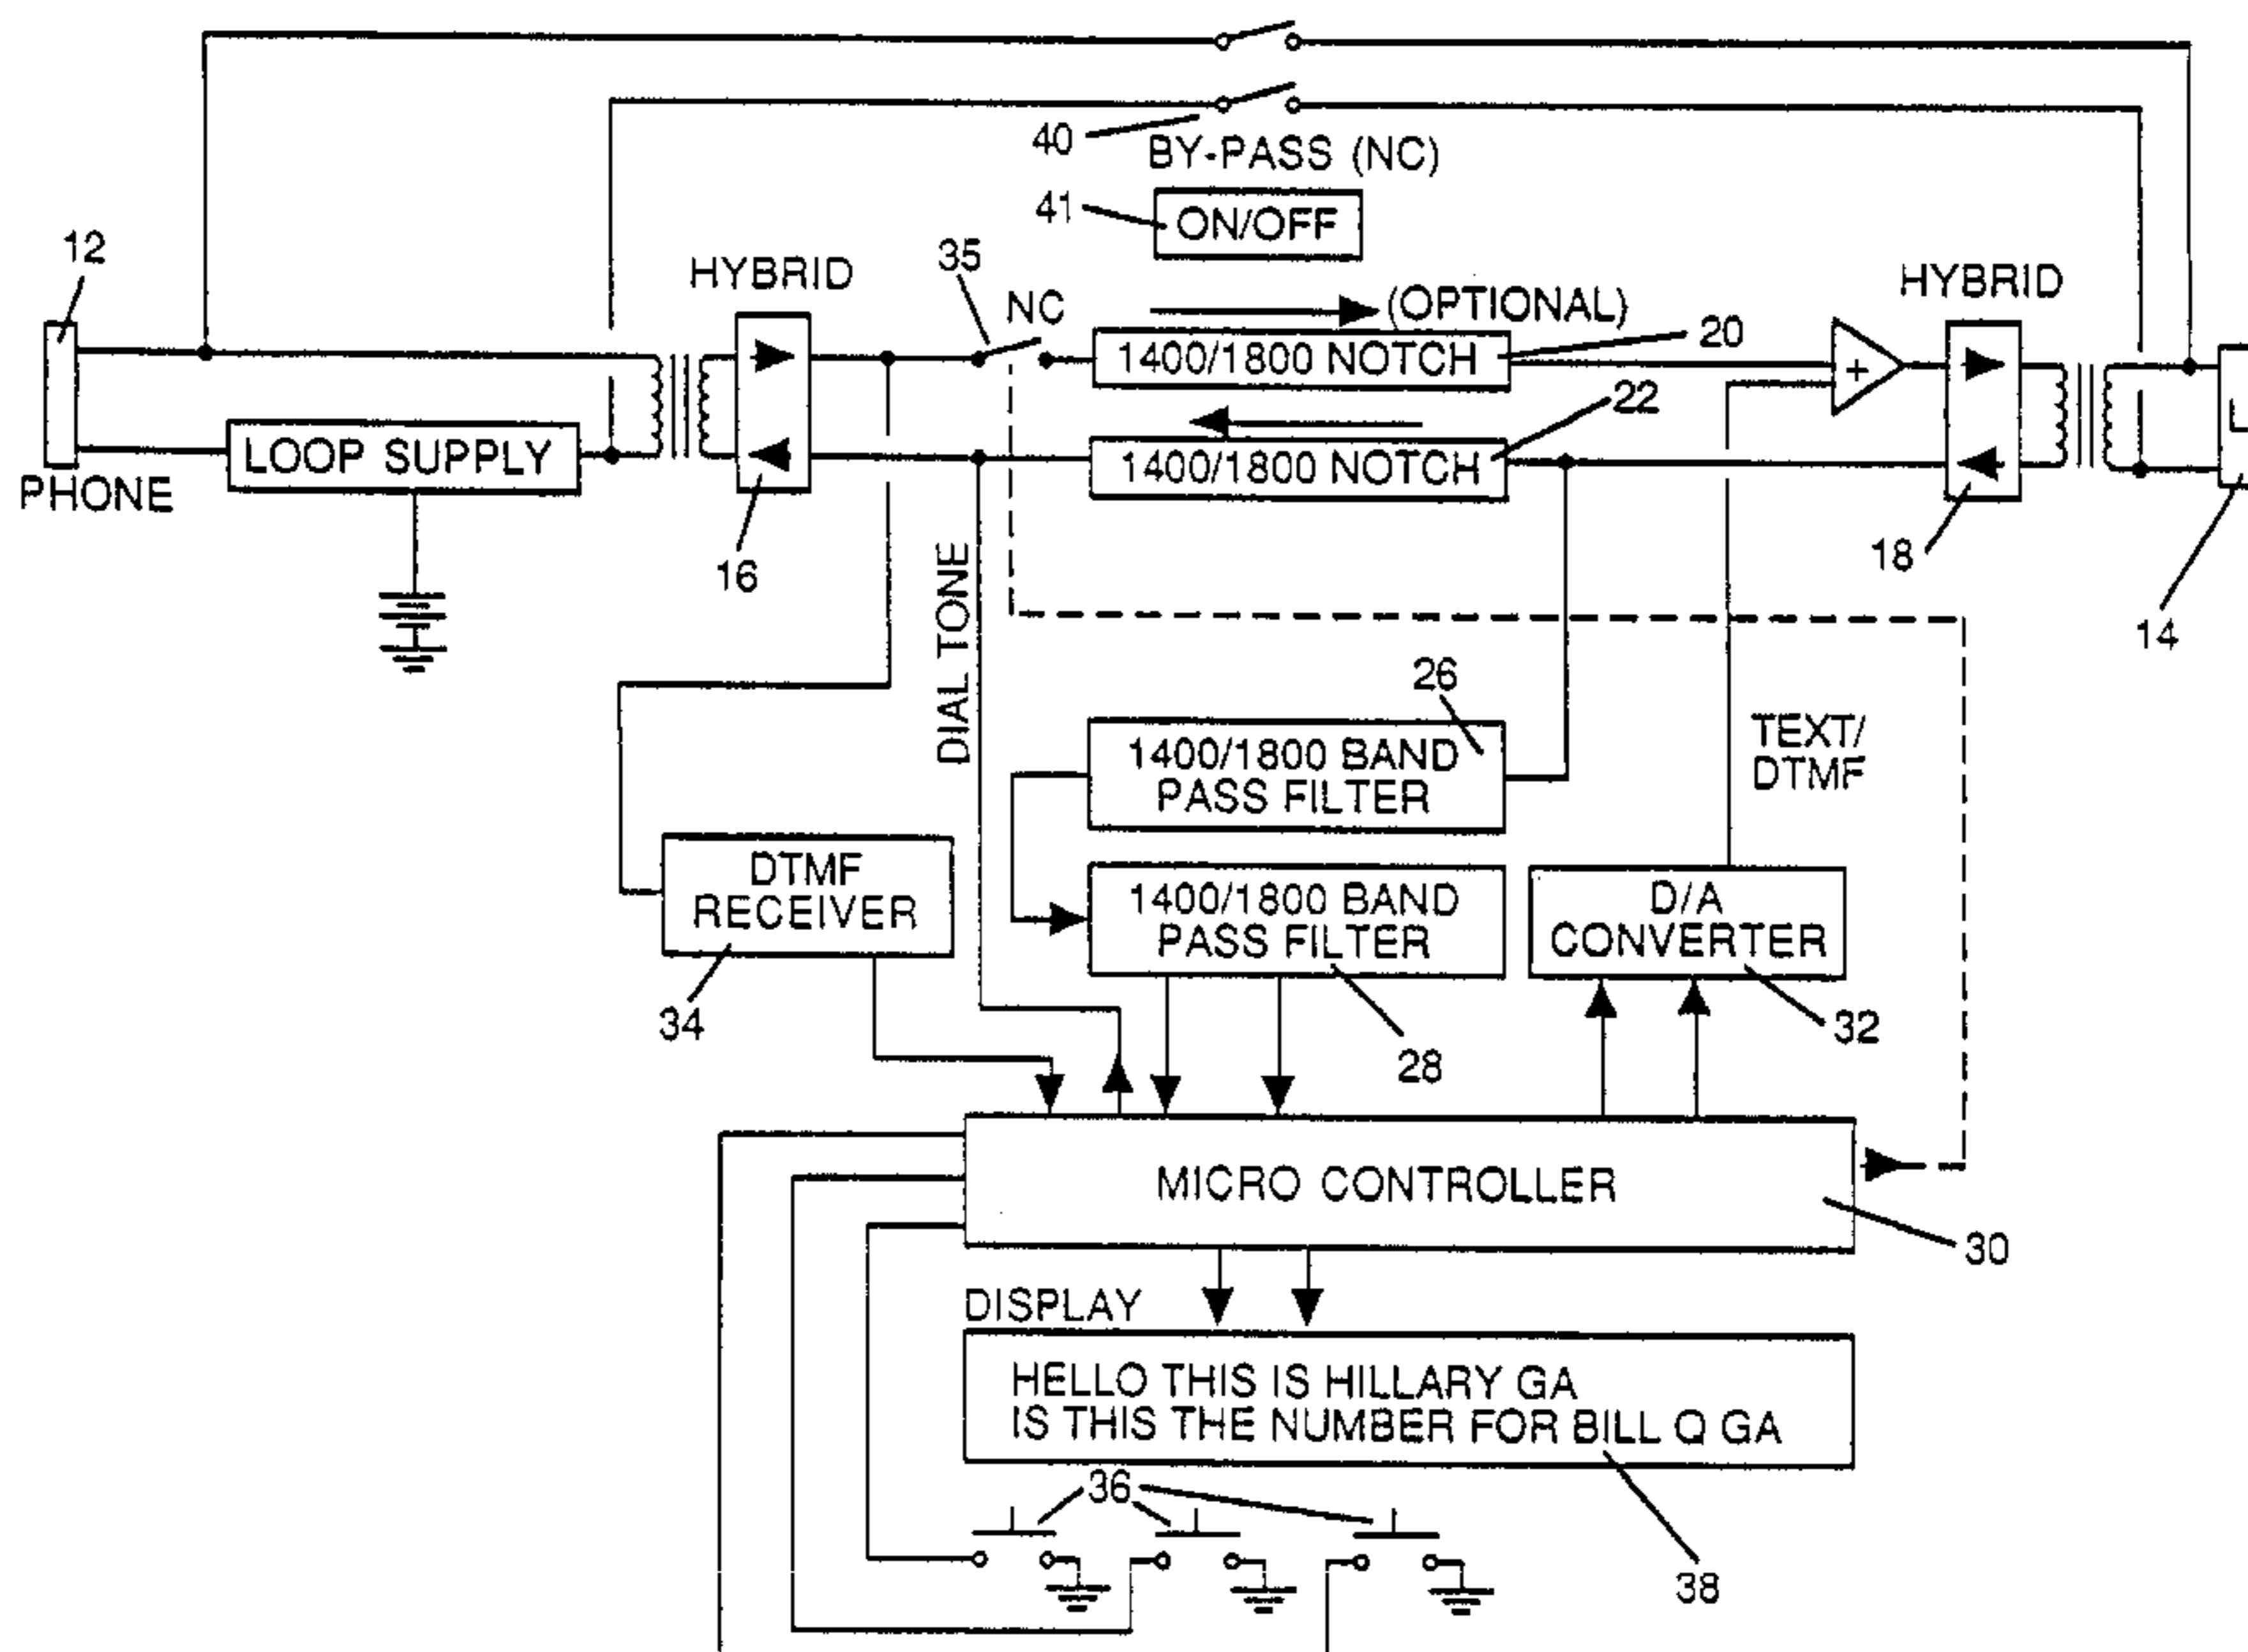 40
BY-PASS (NC)
41
ON/OFF
12
HYBRID
35
NC
(OPTIONAL)
HYBRID
1400/1800 NOTCH
20
+
LOOP SUPPLY
1400/1800 NOTCH
22
PHONE
16
18
14
DIAL TONE
26
1400/1800 BAND
PASS FILTER
TEXT/
DTMF
DTMF
RECEIVER
1400/1800 BAND
PASS FILTER
D/A
CONVERTER
34
28
32
MICRO CONTROLLER
30
DISPLAY
HELLO THIS IS HILLARY GA
IS THIS THE NUMBER FOR BILL Q GA
36
38